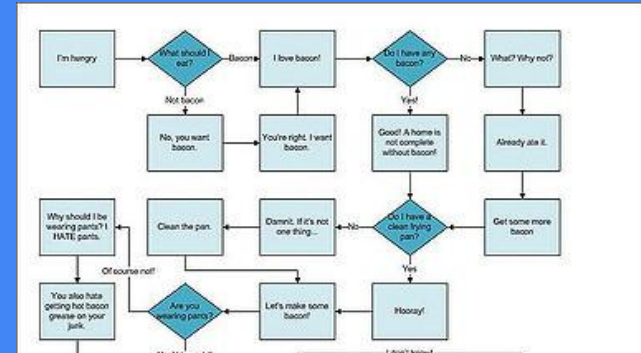 I'm hungry
What should I
eat?
Bacon
I love bacon!
Do I have any
bacon?
No
What? Why not?
Not bacon
Yes!
No, you want
bacon.
You're right. I want
bacon.
Good! A home is
not complete
without bacon!
Already ate it.
Why should I be
wearing pants? I
HATE pants.
Clean the pan.
Damnit. If it's not
one thing...
No
Do I have a
clean frying
pan?
Get some more
bacon
Of course not!
Yes
You also hate
getting hot bacon
grease on your
junk.
Are you
wearing pants?
Let's make some
bacon!
Hooray!
I don't know!